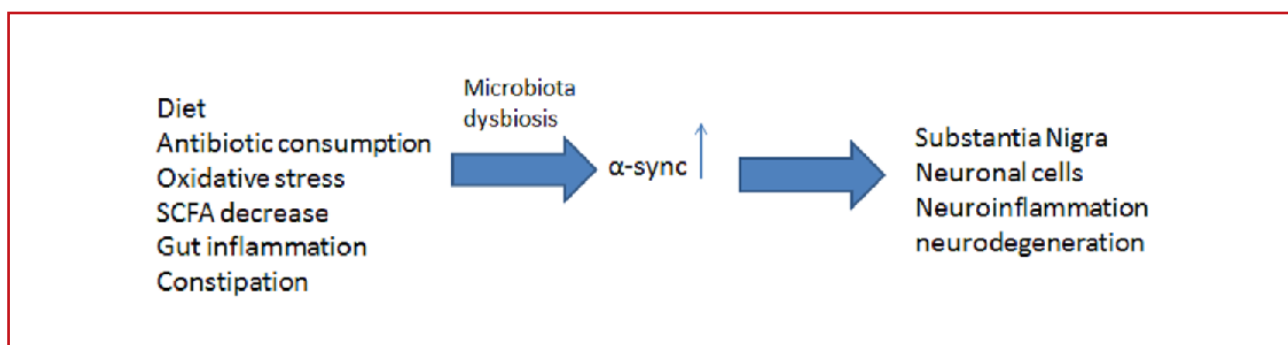 Diet
Antibiotic consumption
Oxidative stress
SCFA decrease
Gut inflammation
Constipation
Microbiota
dysbiosis
α-sync
Substantia Nigra
Neuronal cells
Neuroinflammation
neurodegeneration